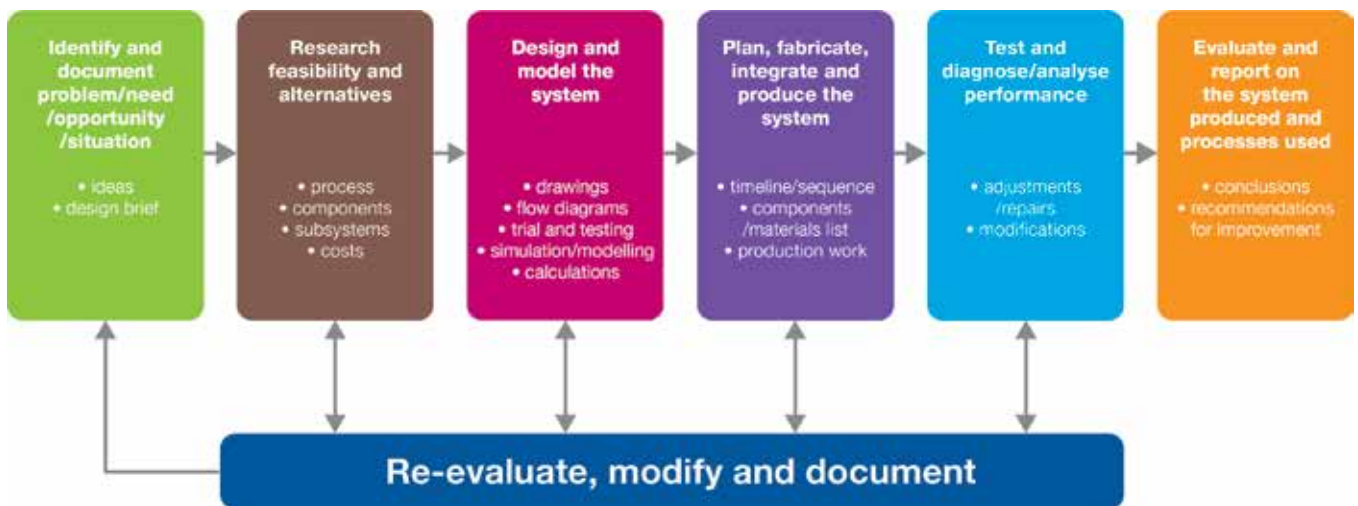 Identify and
document
problem/need
/opportunity
/situation
• ideas
• design brief
Research
feasibility and
alternatives
• process
• components
• subsystems
• costs
Design and
model the
system
• drawings
• flow diagrams
• trial and testing
• simulation/modelling
• calculations
Plan, fabricate,
integrate and
produce the
system
• timeline/sequence
• components
/materials list
• production work
Test and
diagnose/analyse
performance
• adjustments
/repairs
• modifications
Evaluate and
report on
the system
produced and
processes used
• conclusions
• recommendations
for improvement
Re-evaluate, modify and document